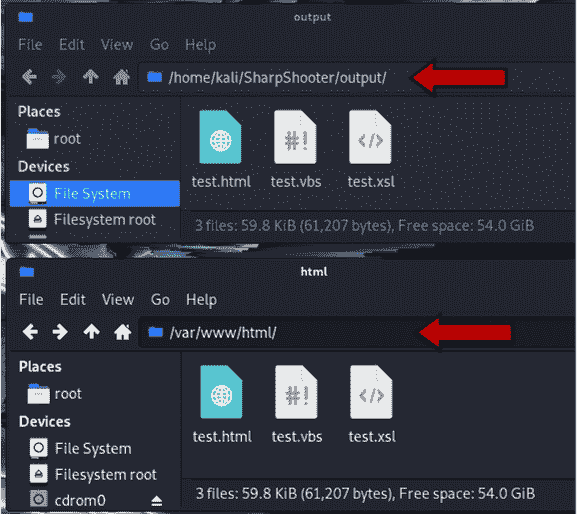 output
File Edit View Go Help
/home/kali/SharpShooter/output/
Places
root
Devices
File System
Filesystem root
test.html test.vbs test.xsl
3 files: 59.8 KiB (61,207 bytes), Free space: 54.0 GiB
html
File Edit View Go Help
/var/www/html/
Places
root
Devices
File System
Filesystem root
cdrom0
test.html test.vbs test.xsl
3 files: 59.8 KiB (61,207 bytes), Free space: 54.0 GiB